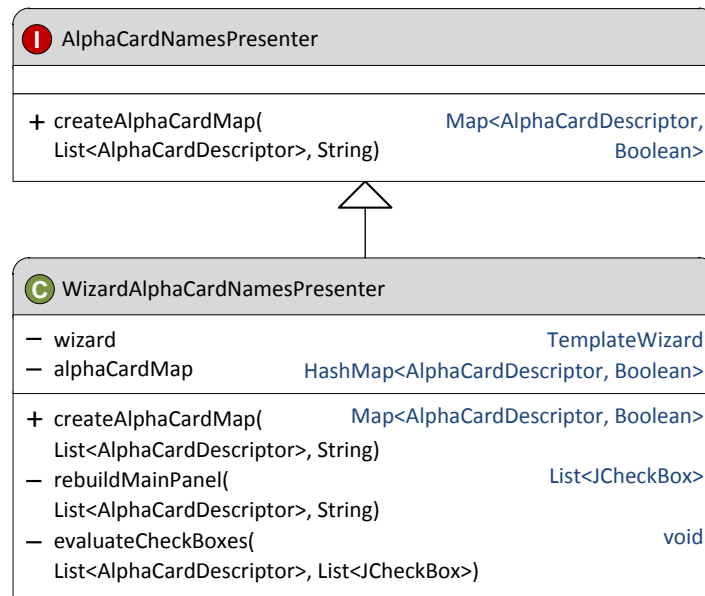 I AlphaCardNamesPresenter
+ createAlphaCardMap( Map<AlphaCardDescriptor,
List<AlphaCardDescriptor>, String) Boolean>
C WizardAlphaCardNamesPresenter
− wizard TemplateWizard
− alphaCardMap HashMap<AlphaCardDescriptor, Boolean>
+ createAlphaCardMap( Map<AlphaCardDescriptor, Boolean>
List<AlphaCardDescriptor>, String)
− rebuildMainPanel( List<JCheckBox>
List<AlphaCardDescriptor>, String)
− evaluateCheckBoxes( void
List<AlphaCardDescriptor>, List<JCheckBox>)